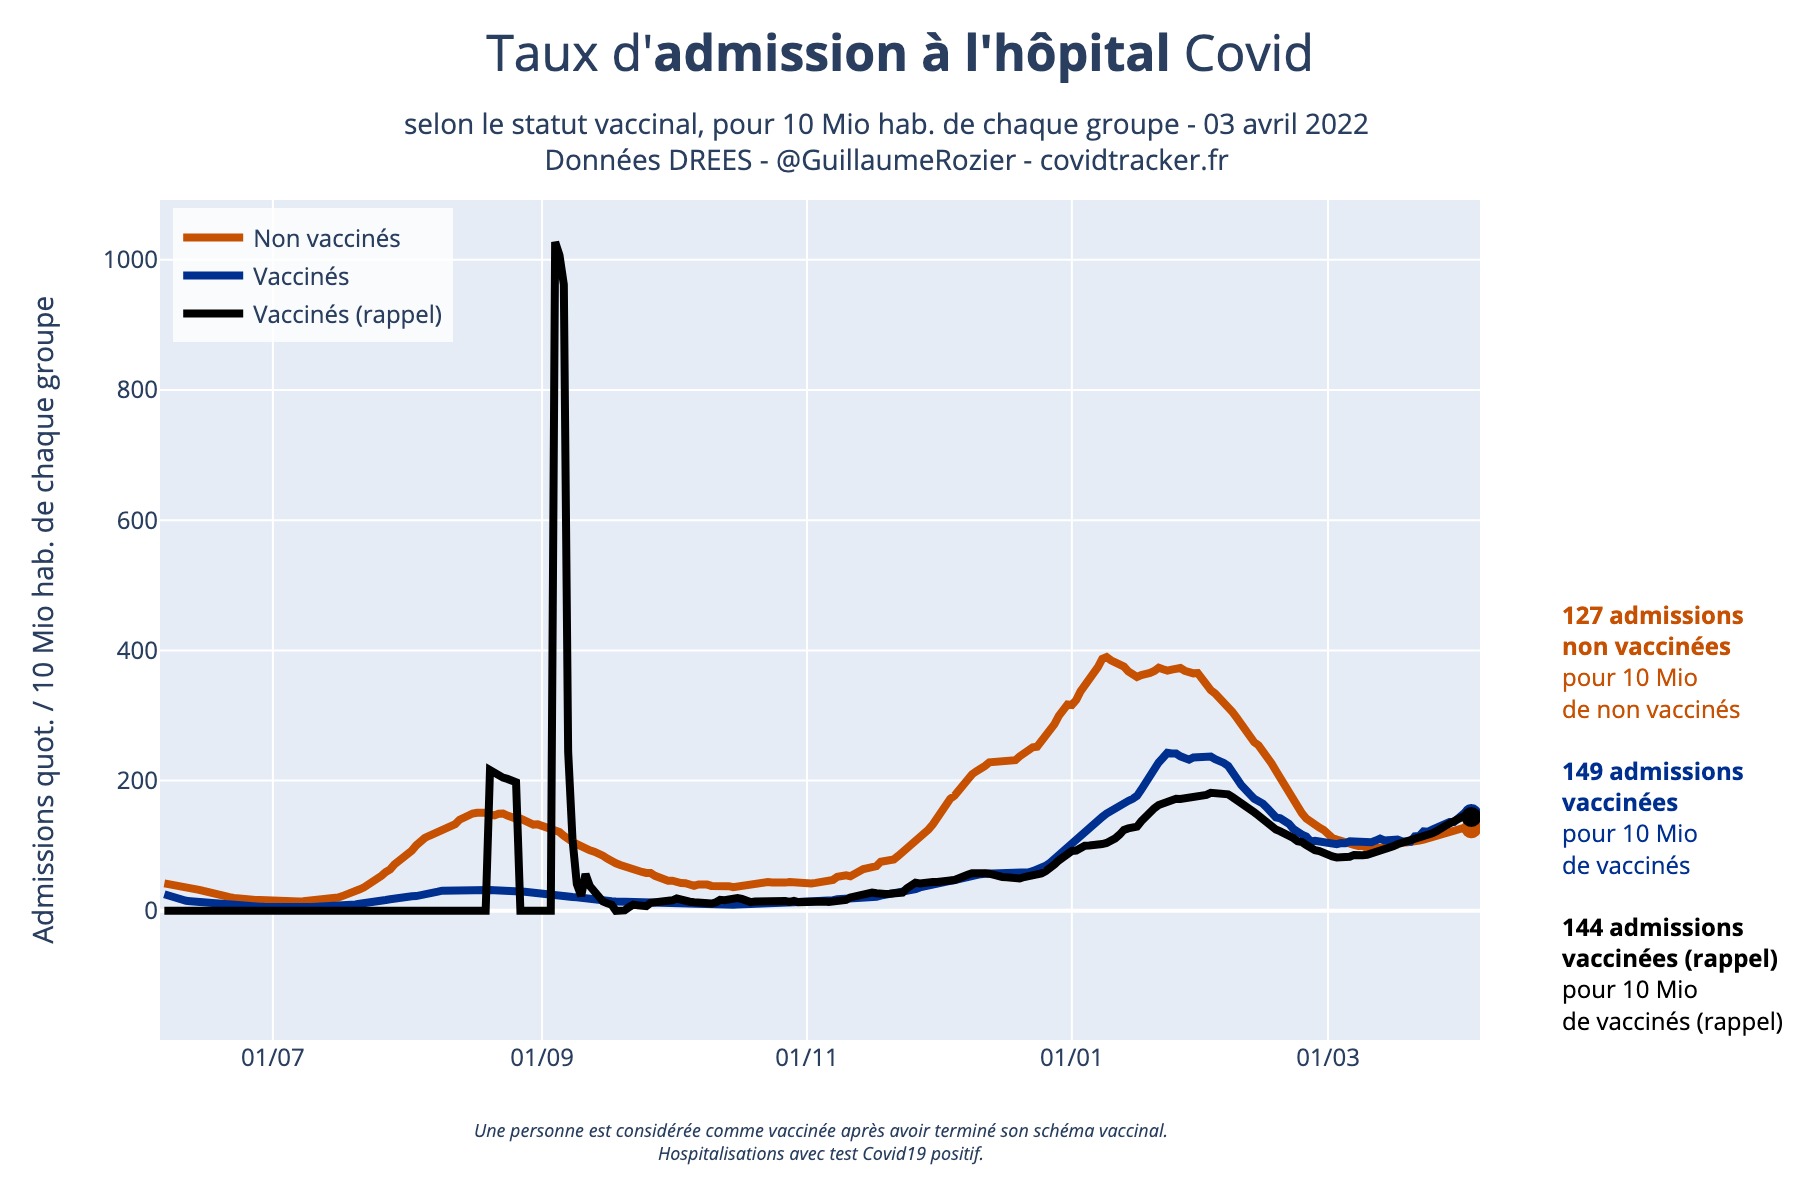 Taux d'admission à l'hôpital Covid
selon le statut vaccinal, pour 10 Mio hab. de chaque groupe - 03 avril 2022
Données DREES - @GuillaumeRozier - covidtracker.fr
Non vaccinés
Vaccinés
Vaccinés (rappel)
Admissions quot. / 10 Mio hab. de chaque groupe
1000
800
600
400
200
0
01/07
01/09
01/11
01/01
01/03
127 admissions
non vaccinées
pour 10 Mio
de non vaccinés
149 admissions
vaccinées
pour 10 Mio
de vaccinés
144 admissions
vaccinées (rappel)
pour 10 Mio
de vaccinés (rappel)
Une personne est considérée comme vaccinée après avoir terminé son schéma vaccinal.
Hospitalisations avec test Covid19 positif.